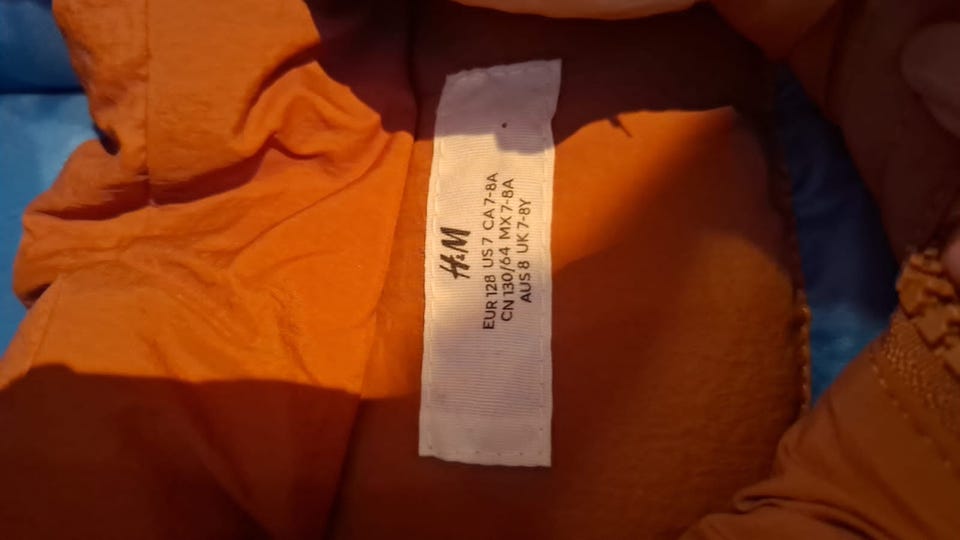 H&M
EUR 128 US 7 CA 7-8A
CN 130/64 MX 7-8A
AUS 8 UK 7-8Y